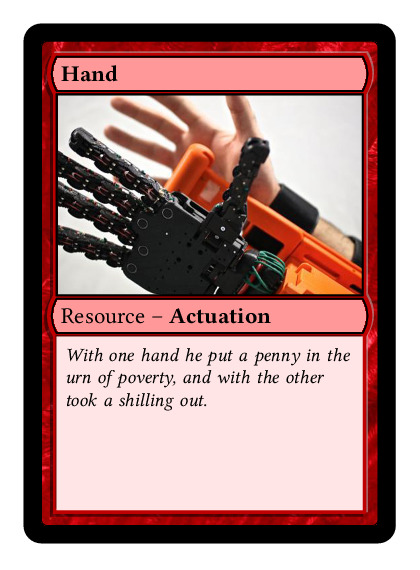 Hand
Resource – Actuation
With one hand he put a penny in the
urn of poverty, and with the other
took a shilling out.